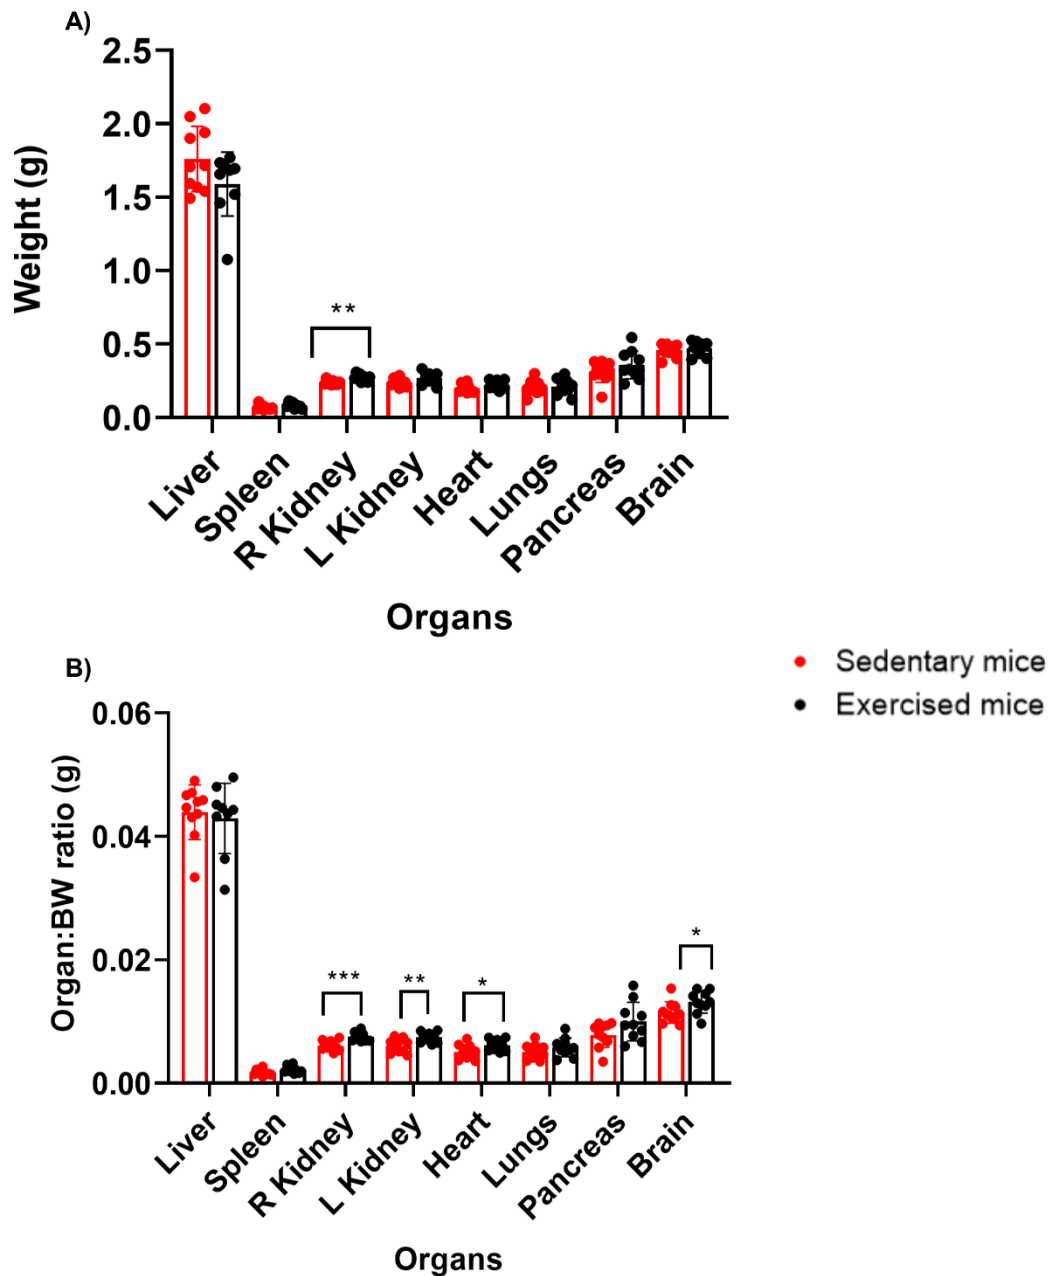 A)
Weight (g)
2.5
2.0
1.5
1.0
0.5
0.0
**
Liver
Spleen
R Kidney
L Kidney
Heart
Lungs
Pancreas
Brain
Organs
Sedentary mice
Exercised mice
B)
Organ:BW ratio (g)
0.06
0.04
0.02
0.00
***
**
*
*
Liver
Spleen
R Kidney
L Kidney
Heart
Lungs
Pancreas
Brain
Organs